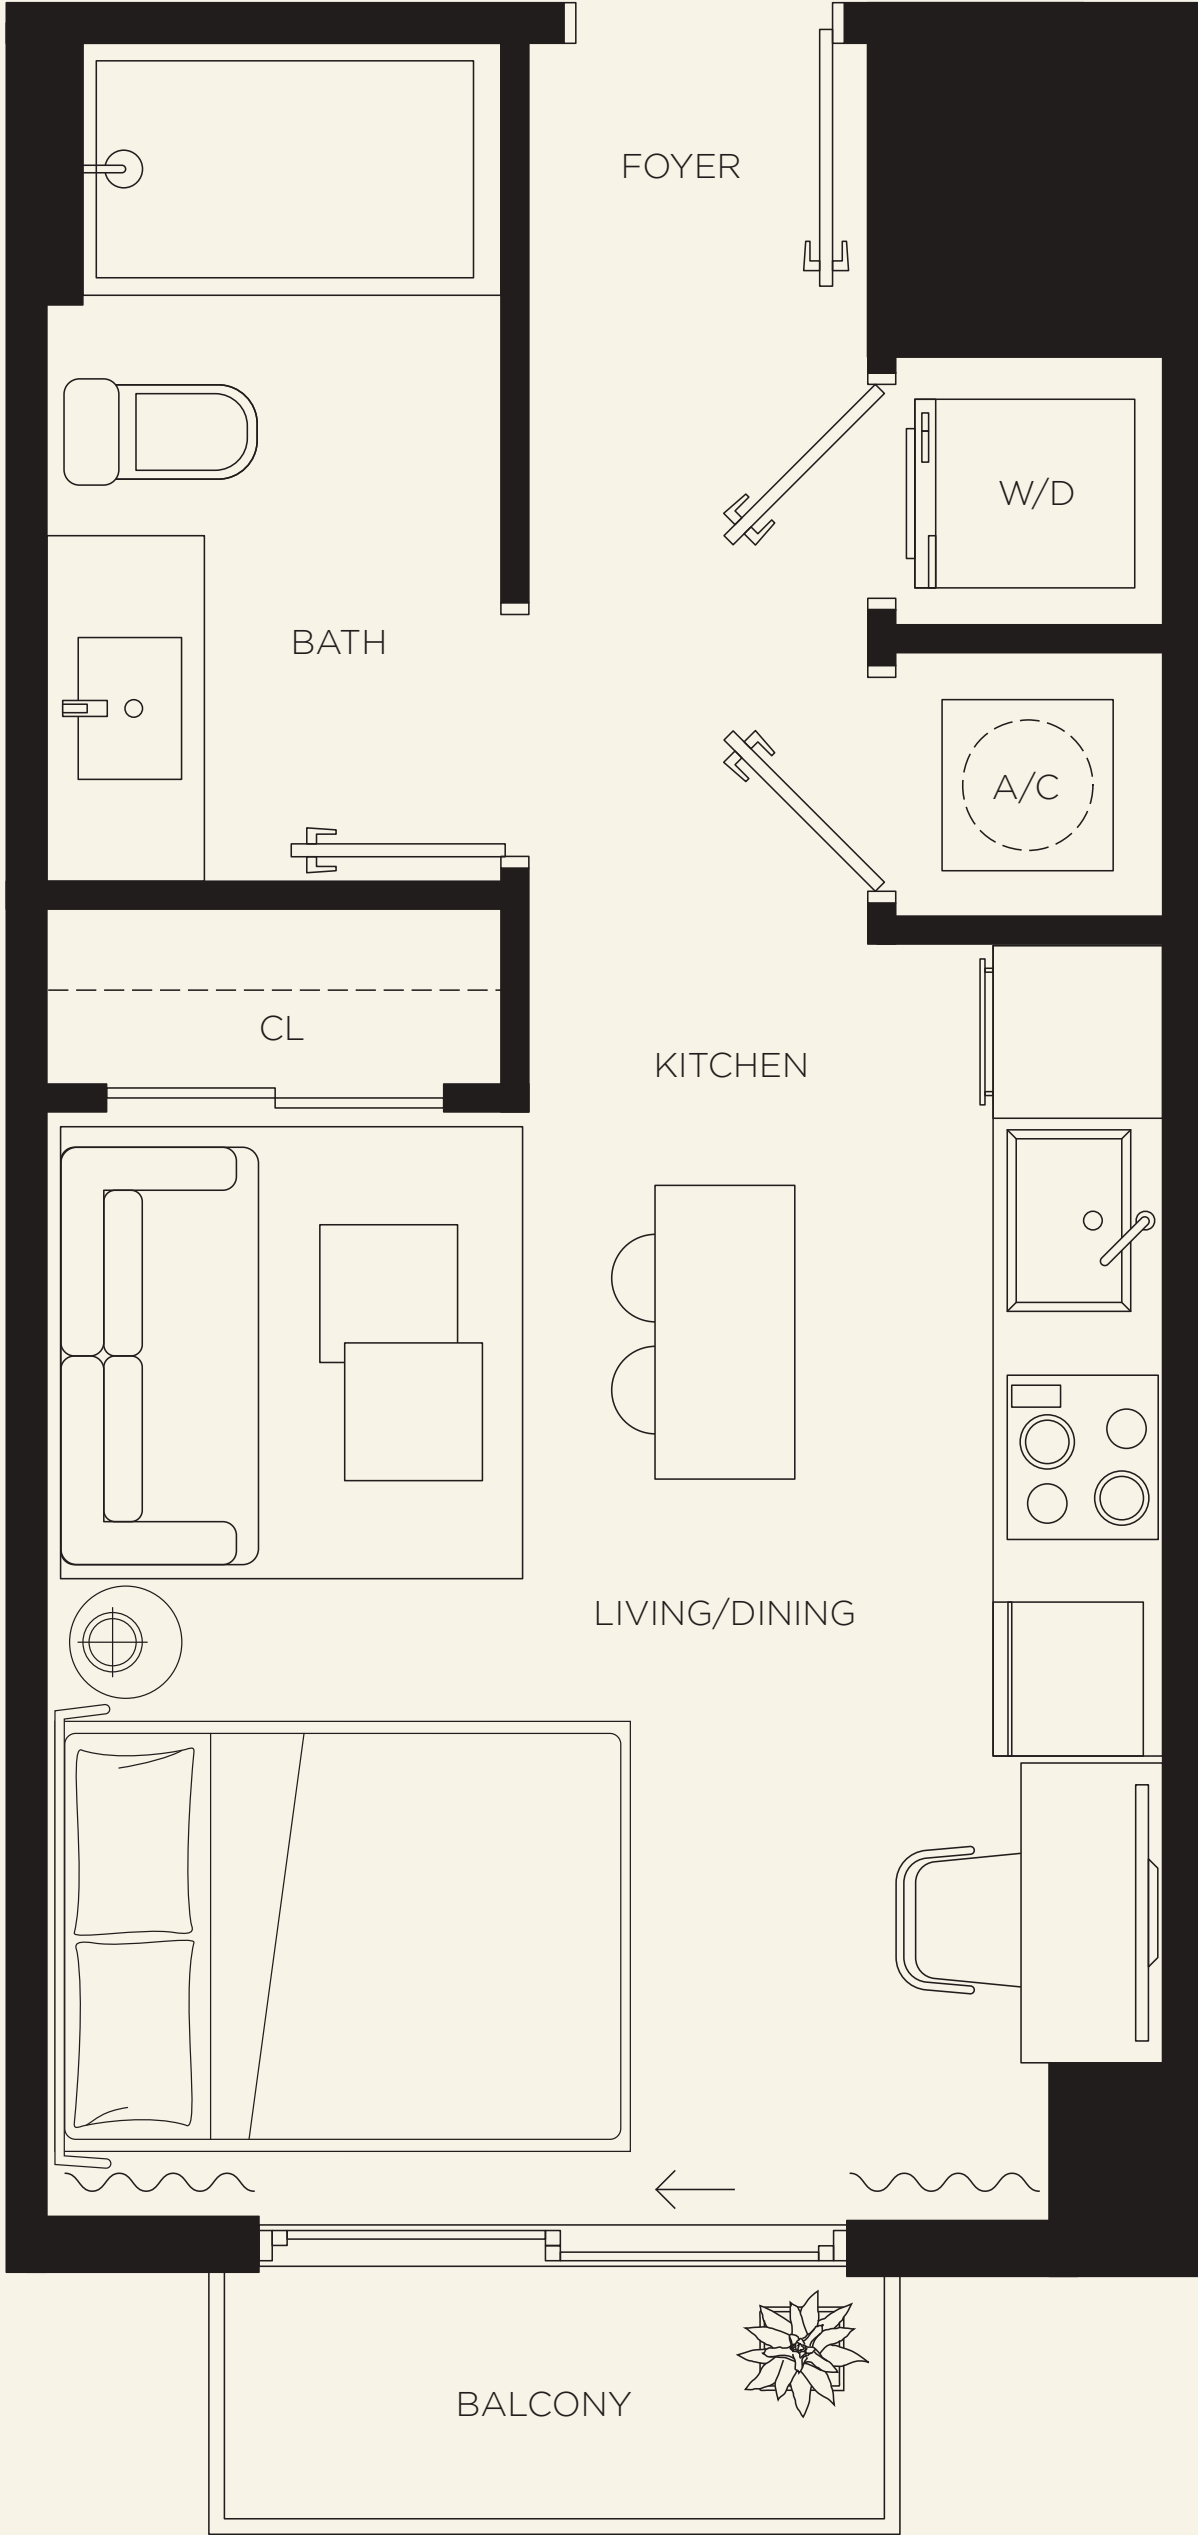 FOYER
W/D
BATH
A/C
CL
KITCHEN
LIVING/DINING
BALCONY